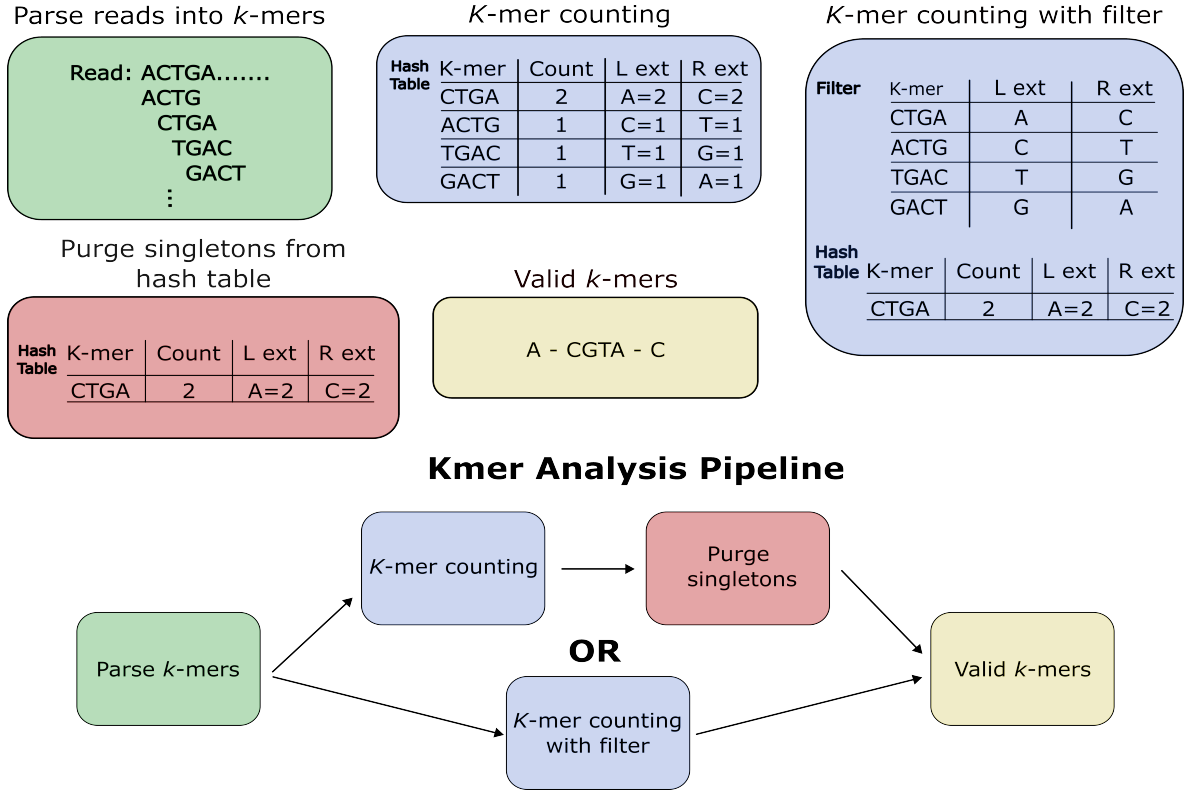 Parse reads into k-mers
Read: ACTGA.......
ACTG
CTGA
TGAC
GACT
⋮
K-mer counting
Hash Table
K-mer Count L ext R ext
CTGA 2 A=2 C=2
ACTG 1 C=1 T=1
TGAC 1 T=1 G=1
GACT 1 G=1 A=1
K-mer counting with filter
Filter
K-mer L ext R ext
CTGA A C
ACTG C T
TGAC T G
GACT G A
Hash Table
K-mer Count L ext R ext
CTGA 2 A=2 C=2
Purge singletons from
hash table
Hash Table
K-mer Count L ext R ext
CTGA 2 A=2 C=2
Valid k-mers
A - CGTA - C
Kmer Analysis Pipeline
Parse k-mers
K-mer counting
Purge
singletons
OR
K-mer counting
with filter
Valid k-mers